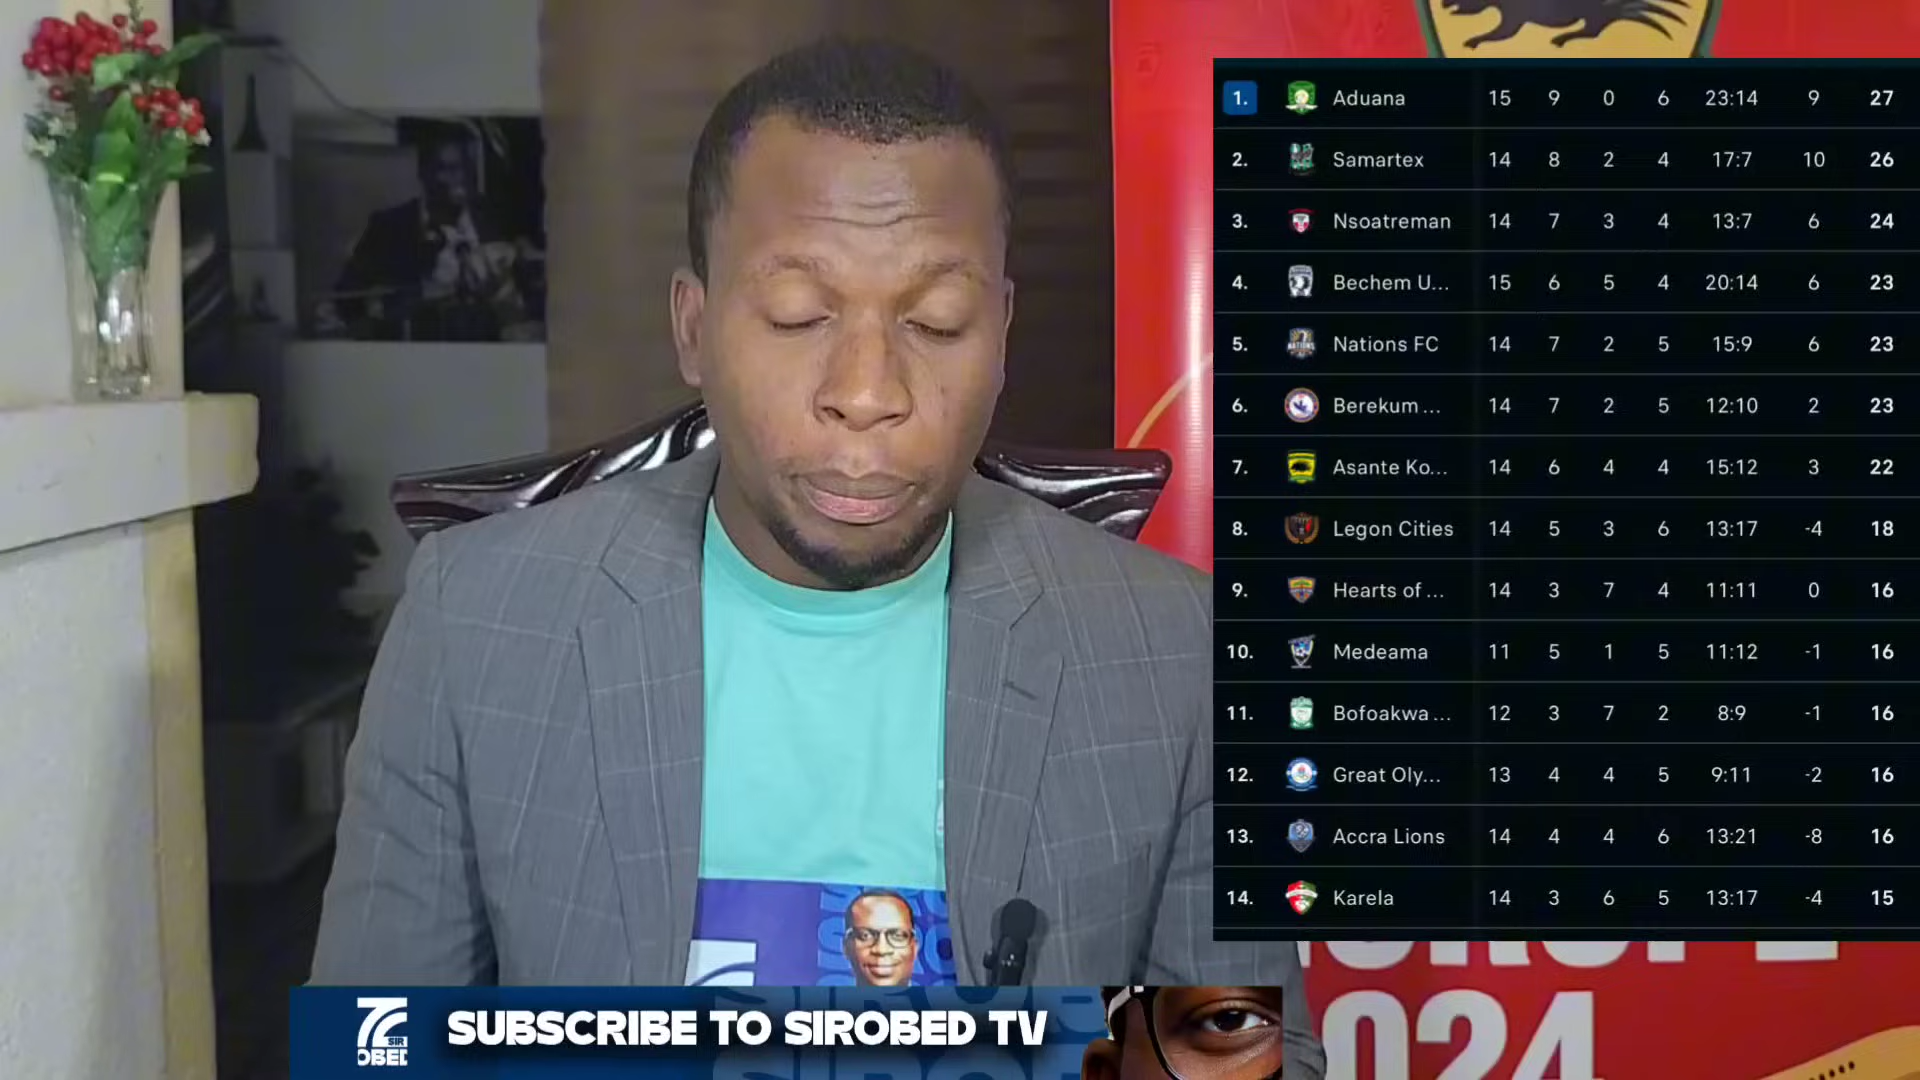 1. Aduana 15 9 0 6 23:14 9 27
2. Samartex 14 8 2 4 17:7 10 26
3. Nsoatreman 14 7 3 4 13:7 6 24
4. Bechem U... 15 6 5 4 20:14 6 23
5. Nations FC 14 7 2 5 15:9 6 23
6. Berekum ... 14 7 2 5 12:10 2 23
7. Asante Ko... 14 6 4 4 15:12 3 22
8. Legon Cities 14 5 3 6 13:17 -4 18
9. Hearts of ... 14 3 7 4 11:11 0 16
10. Medeama 11 5 1 5 11:12 -1 16
11. Bofoakwa ... 12 3 7 2 8:9 -1 16
12. Great Oly... 13 4 4 5 9:11 -2 16
13. Accra Lions 14 4 4 6 13:21 -8 16
14. Karela 14 3 6 5 13:17 -4 15
SIR
OBED
SUBSCRIBE TO SIROBED TV
024